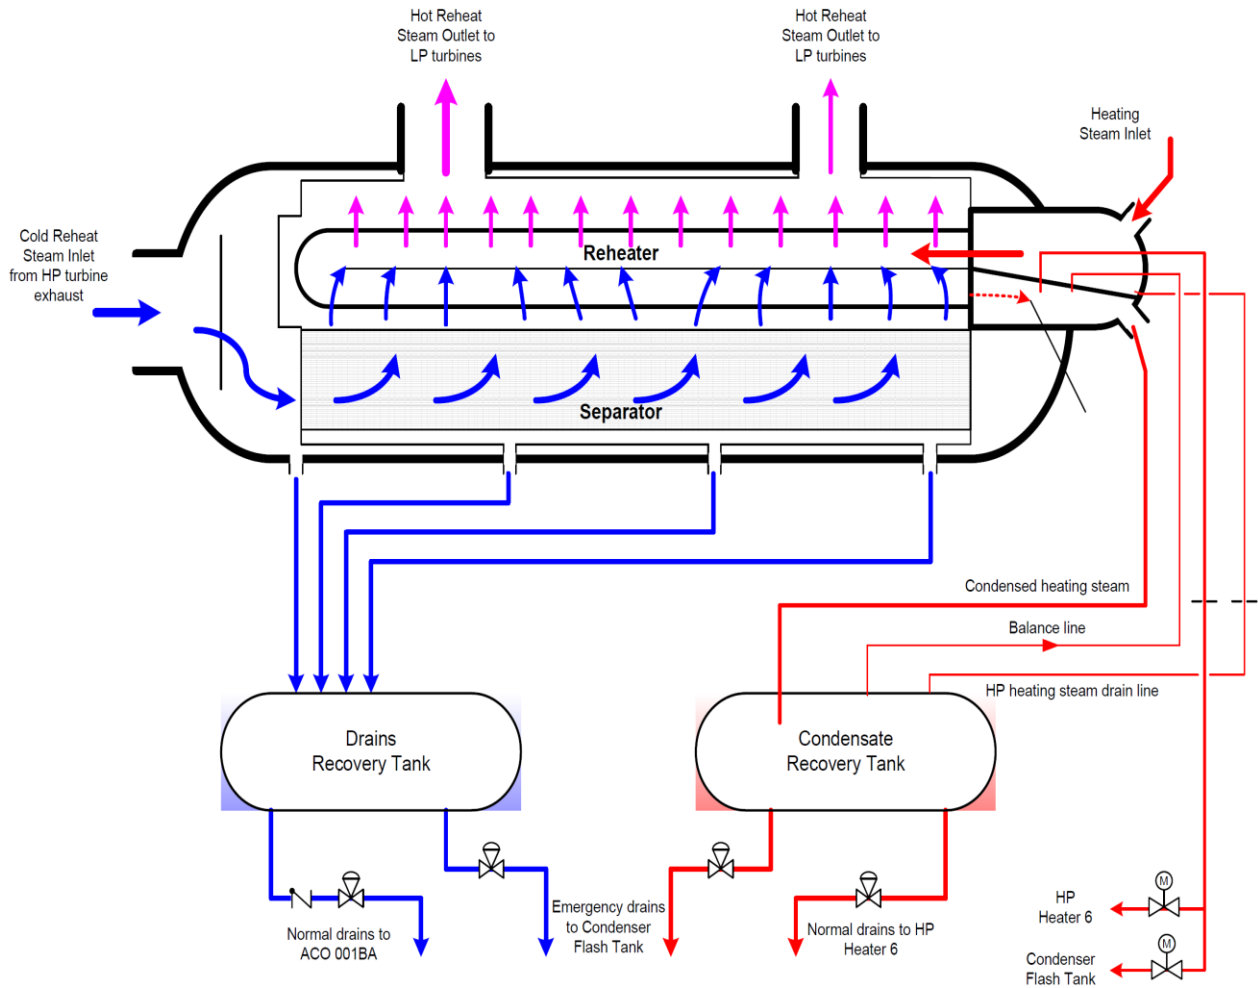 Hot Reheat
Steam Outlet to
LP turbines
Hot Reheat
Steam Outlet to
LP turbines
Heating
Steam Inlet
Cold Reheat
Steam Inlet
from HP turbine
exhaust
Reheater
Separator
Condensed heating steam
Balance line
HP heating steam drain line
Drains
Recovery Tank
Condensate
Recovery Tank
Normal drains to
ACO 001BA
Emergency drains
to Condenser
Flash Tank
Normal drains to HP
Heater 6
M
HP
Heater 6
M
Condenser
Flash Tank